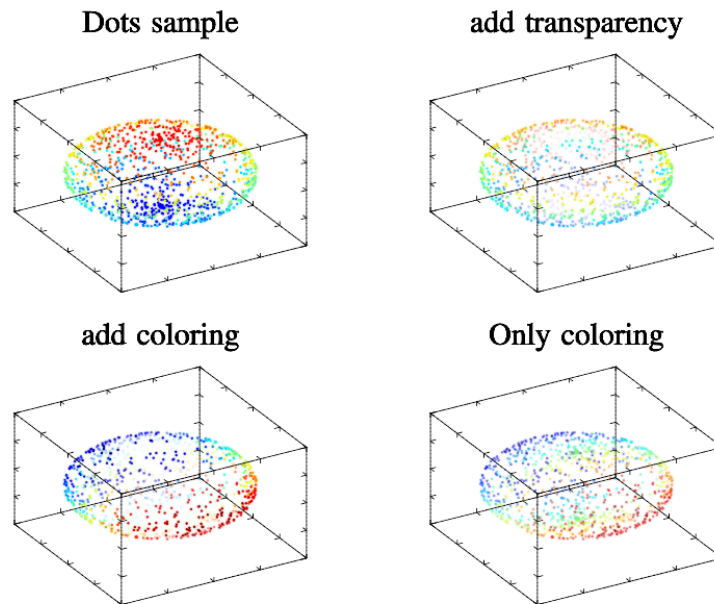 Dots sample
add transparency
add coloring
Only coloring